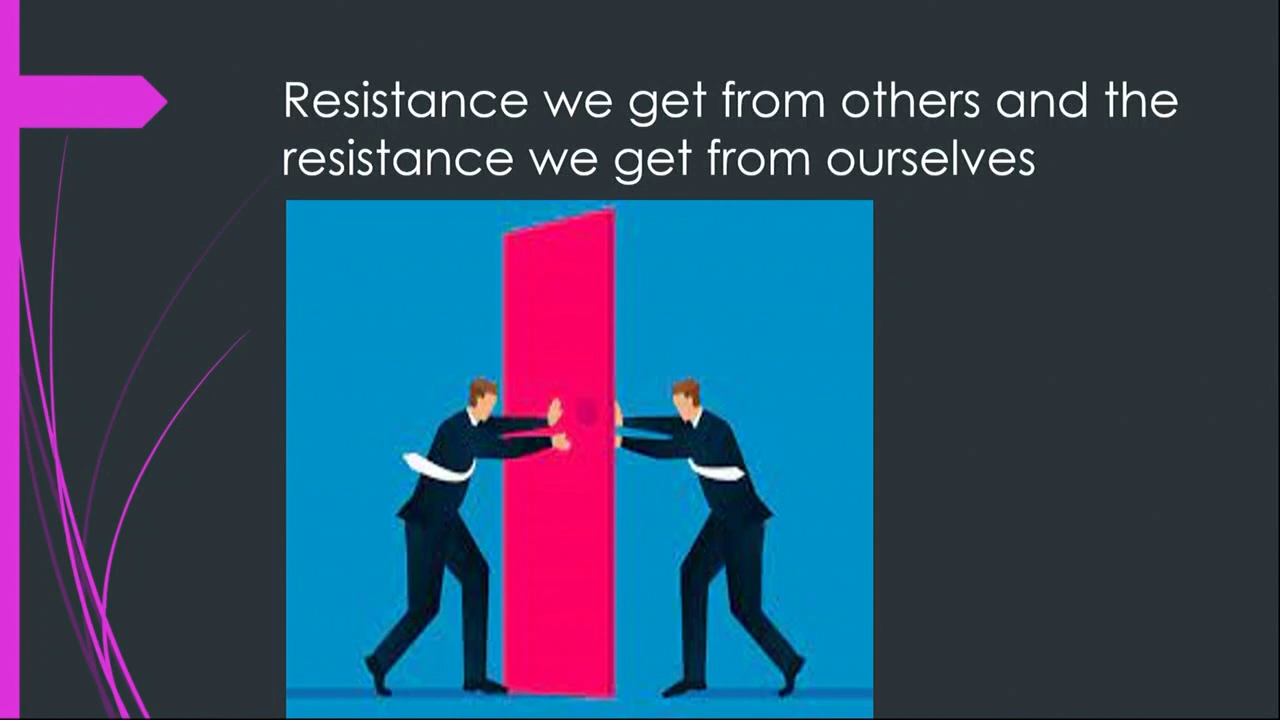 Resistance we get from others and the
resistance we get from ourselves